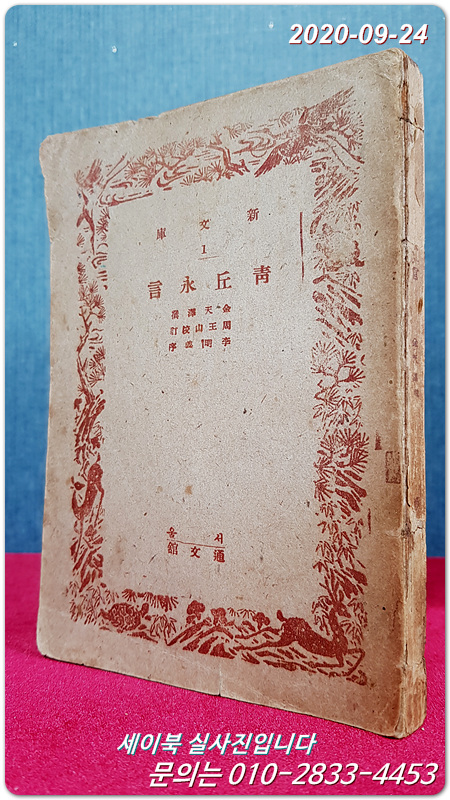 2020-09-24
新文庫
1
靑丘永言
金天澤撰
周王山校訂
李明善序
서울
通文館
세이북 실사진입니다
문의는 010-2833-4453